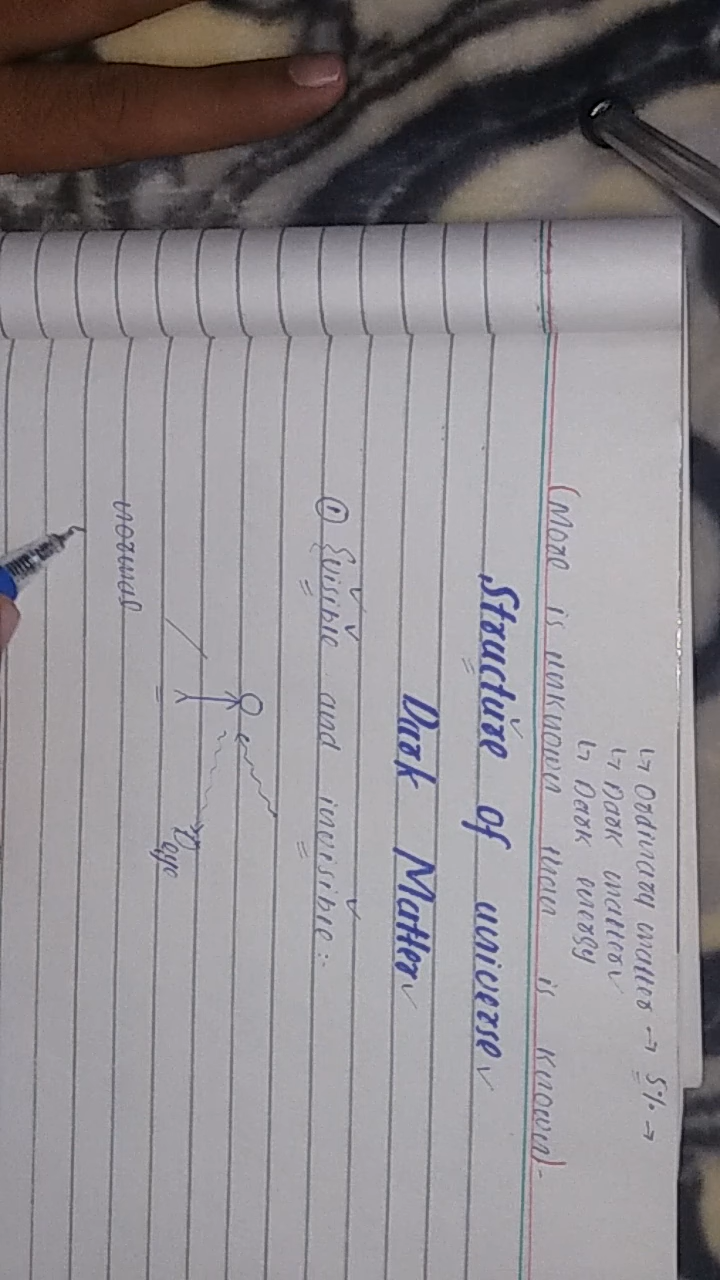 ↳ Ordinary matter → 5% →
↳ Dark matter
↳ Dark energy
(More is unknown than is known)-
Structure of universe
Dark Matter
① {visible and invisible:-
eye
normal